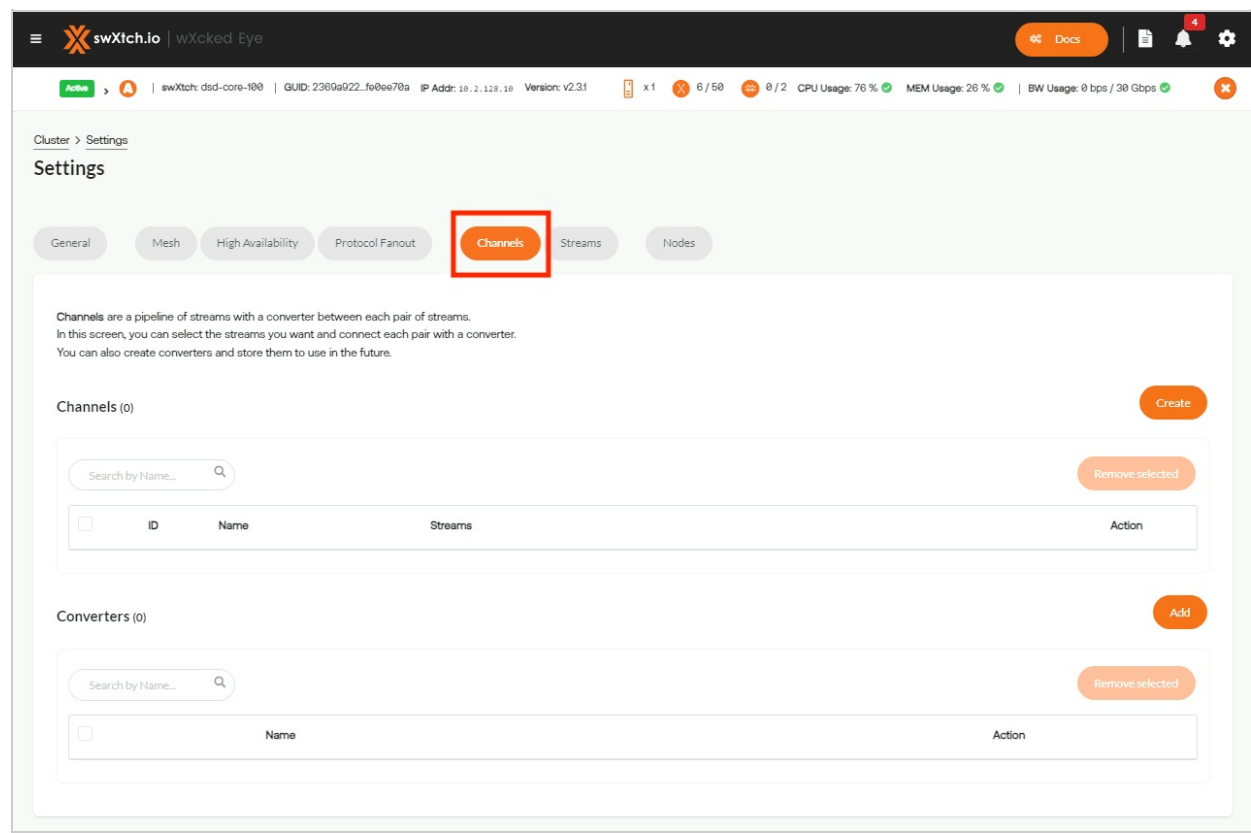 swXtch.io | wXcked Eye
Docs
4
Active > | swXtch: dsd-core-100 | GUID: 2369a922_fe0ee70a IP Addr: 10.2.128.10 Version: v2.3.1 x 1 6 / 50 0 / 2 CPU Usage: 76 % MEM Usage: 26 % | BW Usage: 0 bps / 30 Gbps
Cluster > Settings
Settings
General Mesh High Availability Protocol Fanout Channels Streams Nodes
Channels are a pipeline of streams with a converter between each pair of streams.
In this screen, you can select the streams you want and connect each pair with a converter.
You can also create converters and store them to use in the future.
Channels (0)
Create
Search by Name...
Remove selected
ID Name Streams Action
Converters (0)
Add
Search by Name...
Remove selected
Name Action